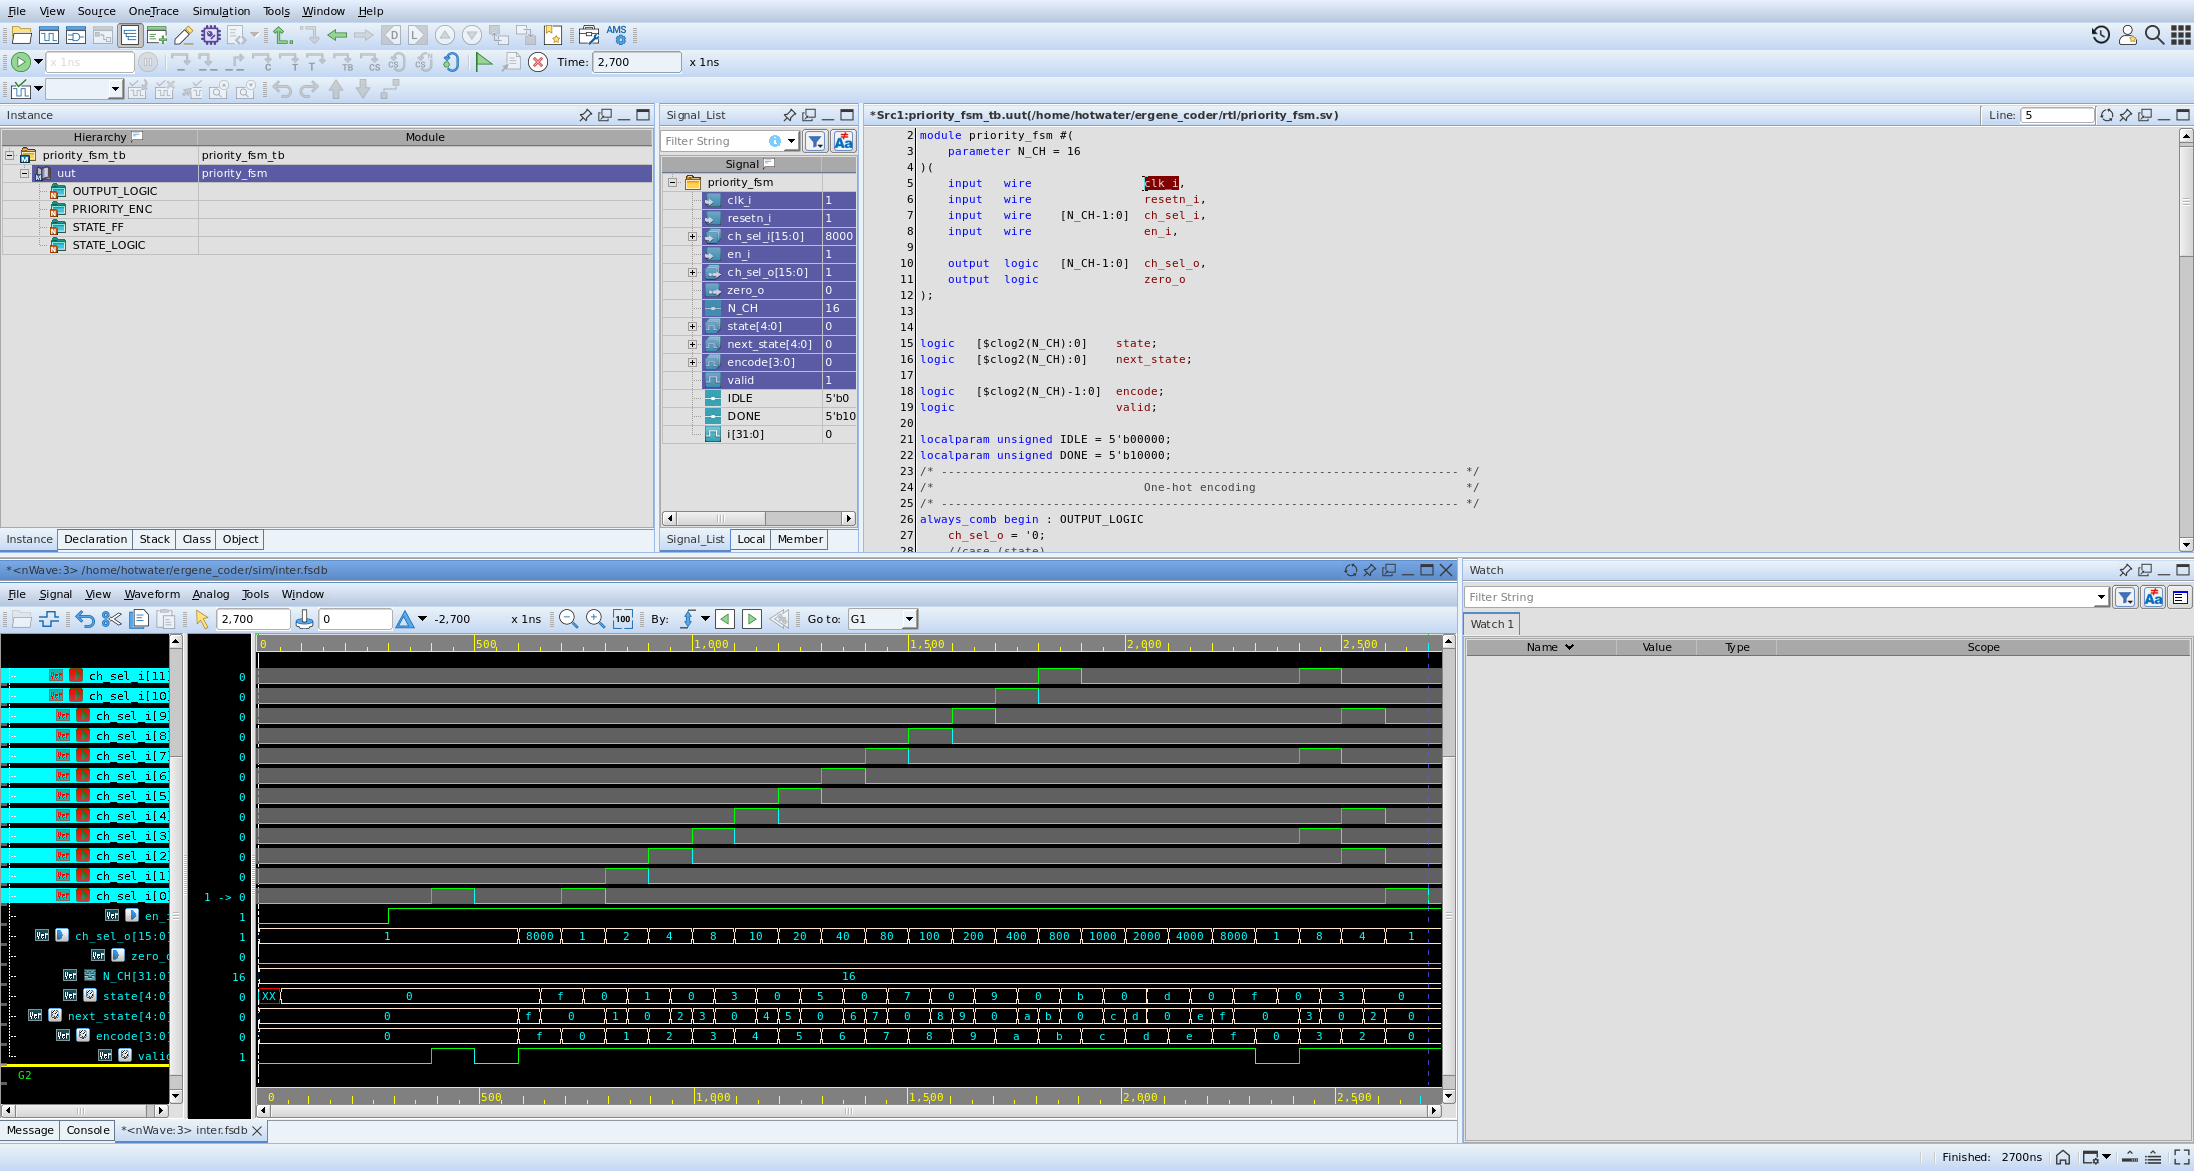 File View Source OneTrace Simulation Tools Window Help
AMS
x 1ns Time: 2,700 x 1ns
Instance
Hierarchy Module
priority_fsm_tb priority_fsm_tb
uut priority_fsm
OUTPUT_LOGIC
PRIORITY_ENC
STATE_FF
STATE_LOGIC
Instance Declaration Stack Class Object
Signal_List
Filter String
Signal
priority_fsm
clk_i 1
resetn_i 1
ch_sel_i[15:0] 8000
en_i 1
ch_sel_o[15:0] 1
zero_o 0
N_CH 16
state[4:0] 0
next_state[4:0] 0
encode[3:0] 0
valid 1
IDLE 5'b0
DONE 5'b10
i[31:0] 0
Signal_List Local Member
*Src1:priority_fsm_tb.uut(/home/hotwater/ergene_coder/rtl/priority_fsm.sv) Line: 5
2 module priority_fsm #(
3 parameter N_CH = 16
4 )(
5 input wire clk_i,
6 input wire resetn_i,
7 input wire [N_CH-1:0] ch_sel_i,
8 input wire en_i,
9
10 output logic [N_CH-1:0] ch_sel_o,
11 output logic zero_o
12 );
13
14
15 logic [$clog2(N_CH):0] state;
16 logic [$clog2(N_CH):0] next_state;
17
18 logic [$clog2(N_CH)-1:0] encode;
19 logic valid;
20
21 localparam unsigned IDLE = 5'b00000;
22 localparam unsigned DONE = 5'b10000;
23 /* -------------------------------------------------------------------------- */
24 /* One-hot encoding */
25 /* -------------------------------------------------------------------------- */
26 always_comb begin : OUTPUT_LOGIC
27 ch_sel_o = '0;
28 //case (state)
*<nWave:3> /home/hotwater/ergene_coder/sim/inter.fsdb
File Signal View Waveform Analog Tools Window
2,700 0 -2,700 x 1ns 100 By: Go to: G1
0 500 1,000 1,500 2,000 2,500
ch_sel_i[11] 0
ch_sel_i[10 0
ch_sel_i[9] 0
ch_sel_i[8] 0
ch_sel_i[7] 0
ch_sel_i[6] 0
ch_sel_i[5] 0
ch_sel_i[4] 0
ch_sel_i[3] 0
ch_sel_i[2] 0
ch_sel_i[1] 0
ch_sel_i[0] 1 -> 0
en_ 1
ch_sel_o[15:0] 1 1 8000 1 2 4 8 10 20 40 80 100 200 400 800 1000 2000 4000 8000 1 8 4 1
zero_ 0
N_CH[31:0] 16 16
state[4:0] 0 XX 0 f 0 1 0 3 0 5 0 7 0 9 0 b 0 d 0 f 0 3 0
next_state[4:0] 0 0 f 0 1 0 2 3 0 4 5 0 6 7 0 8 9 0 a b 0 c d 0 e f 0 3 0 2 0
encode[3:0] 0 0 f 0 1 2 3 4 5 6 7 8 9 a b c d e f 0 3 2 0
valid 1
G2
0 500 1,000 1,500 2,000 2,500
Message Console *<nWave:3> inter.fsdb
Watch
Filter String
Watch 1
Name Value Type Scope
Finished: 2700ns